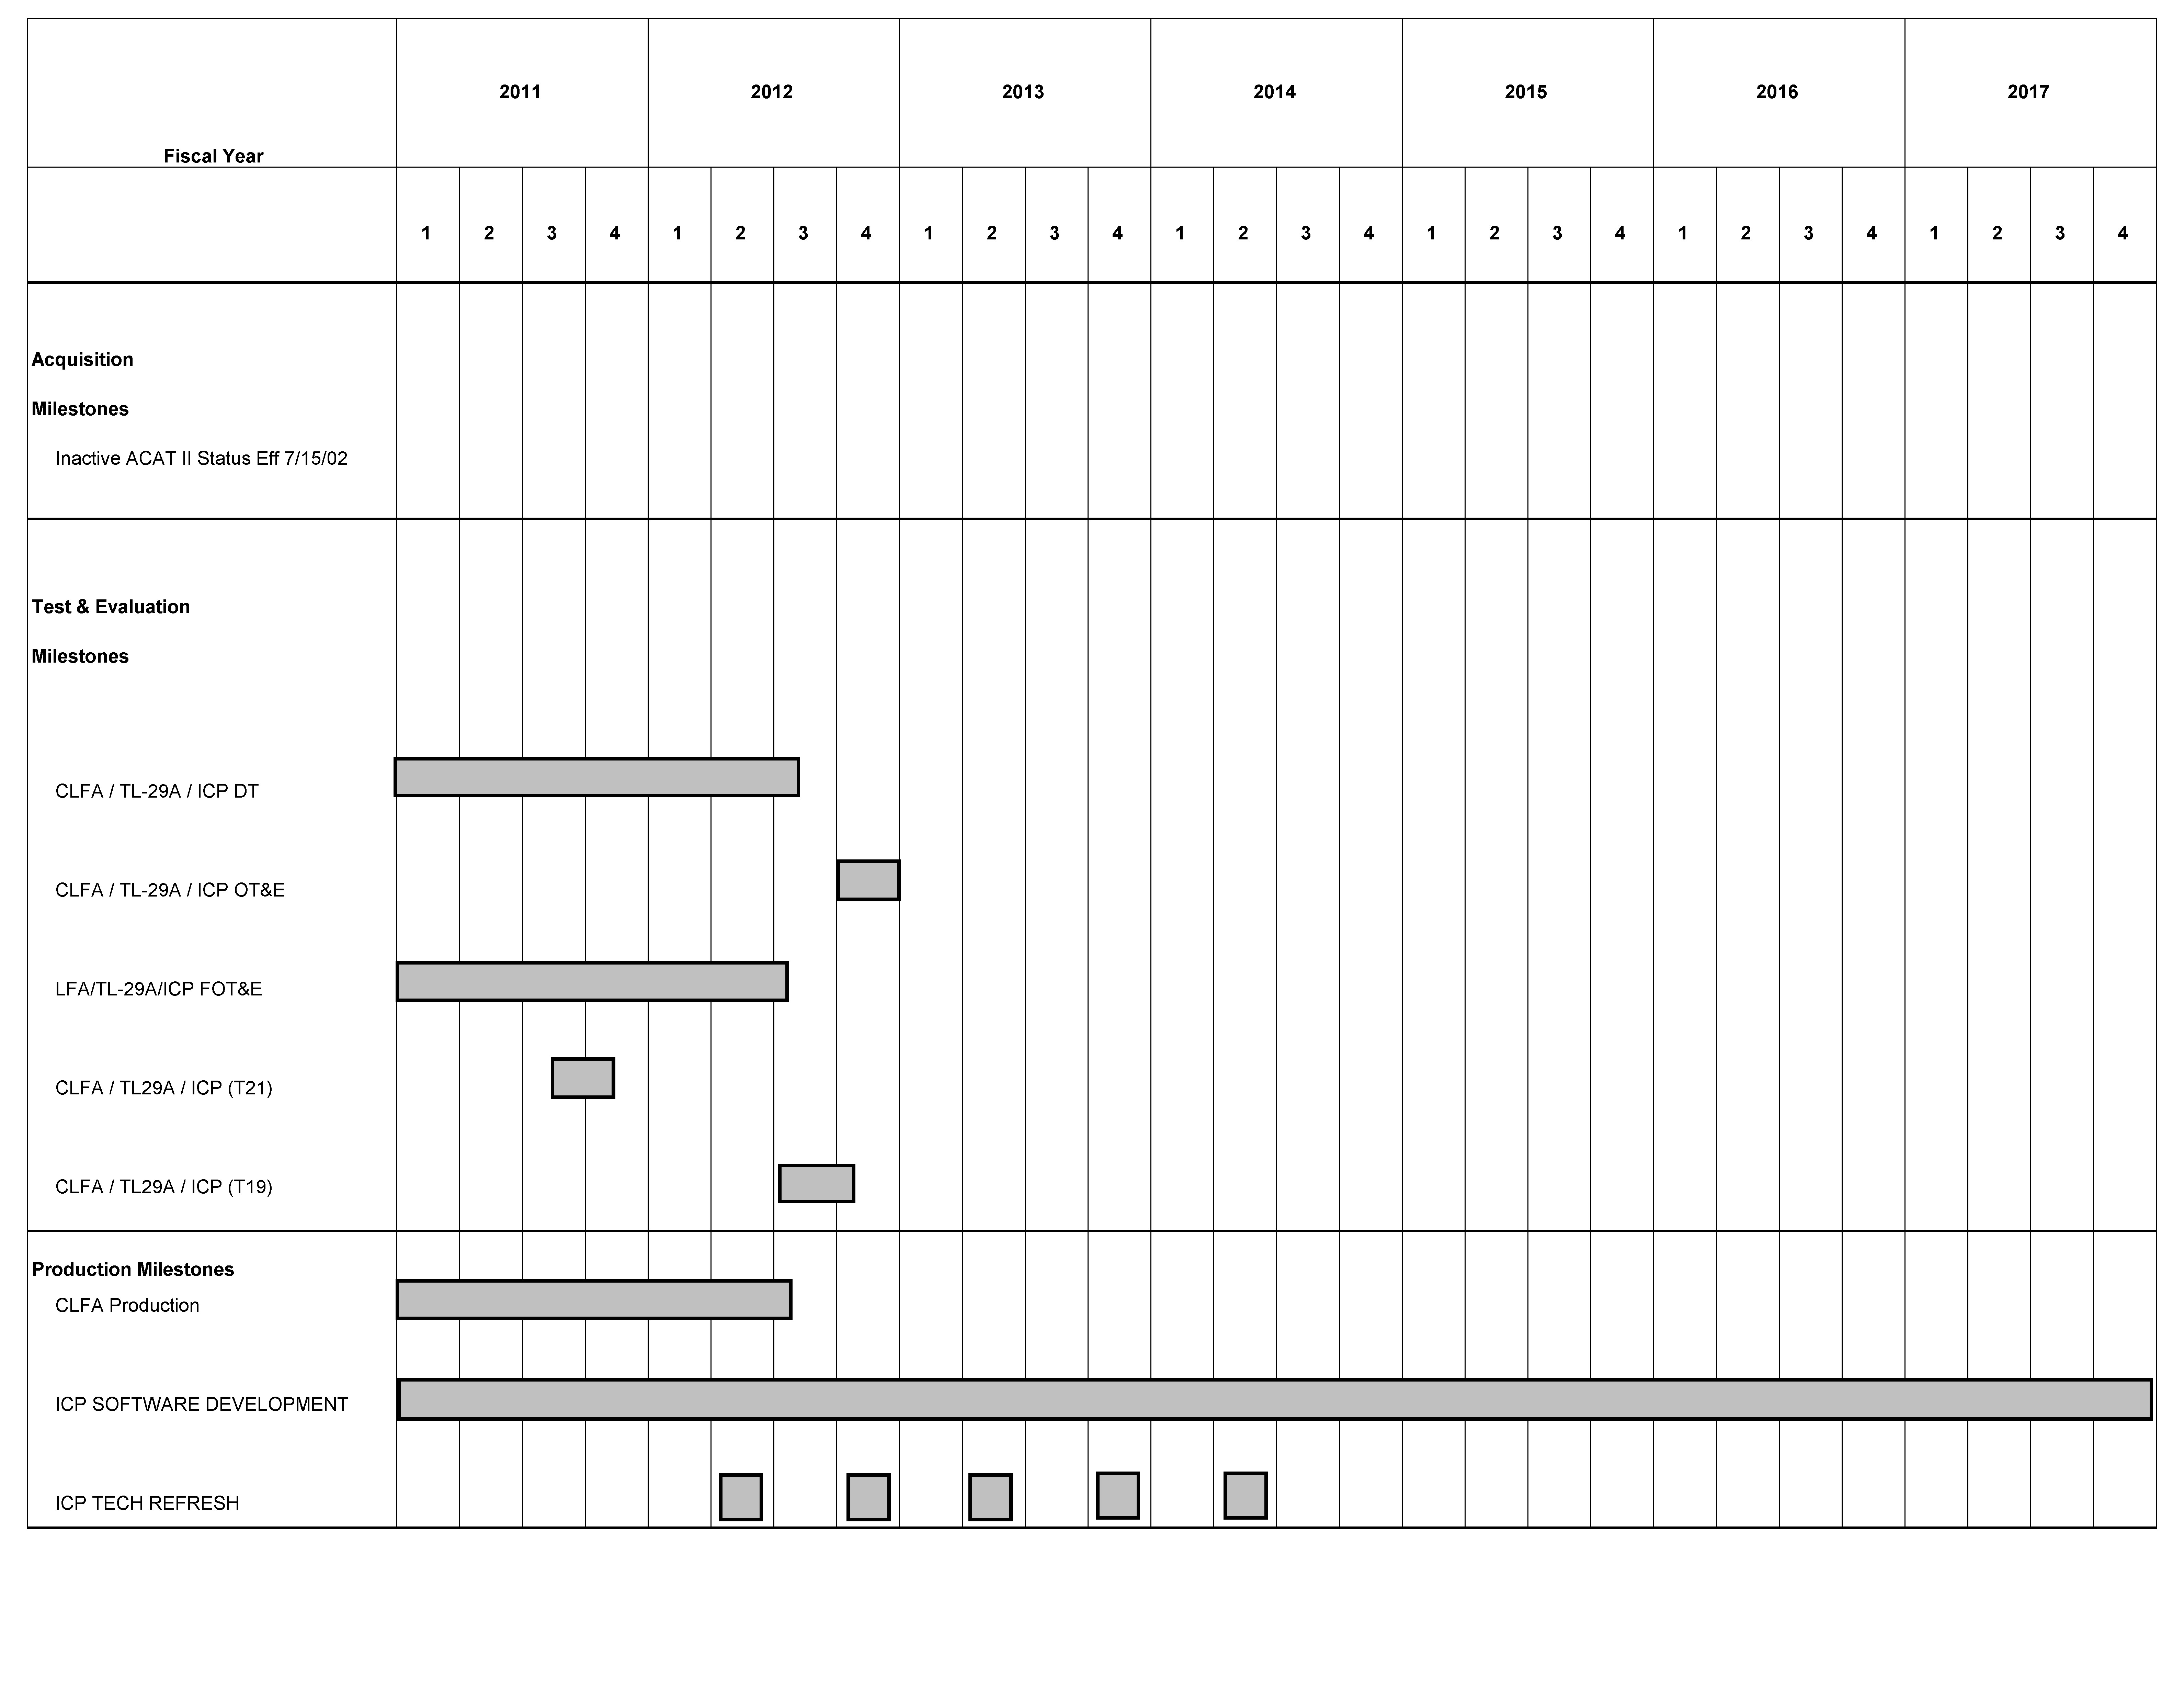 2011 2012 2013 2014 2015 2016 2017
Fiscal Year
1 2 3 4 1 2 3 4 1 2 3 4 1 2 3 4 1 2 3 4 1 2 3 4 1 2 3 4
Acquisition
Milestones
Inactive ACAT II Status Eff 7/15/02
Test & Evaluation
Milestones
CLFA / TL-29A / ICP DT
CLFA / TL-29A / ICP OT&E
LFA/TL-29A/ICP FOT&E
CLFA / TL29A / ICP (T21)
CLFA / TL29A / ICP (T19)
Production Milestones
CLFA Production
ICP SOFTWARE DEVELOPMENT
ICP TECH REFRESH